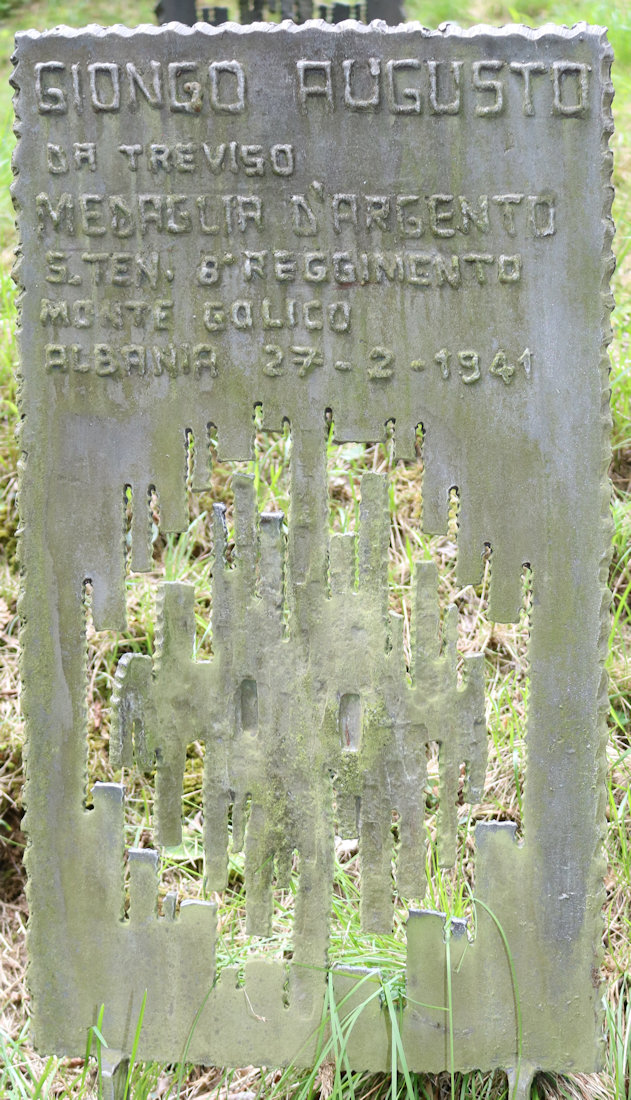 GIONGO AUGUSTO
DA TREVISO
MEDAGLIA D'ARGENTO
S.TEN. 8° REGGIMENTO
MONTE GOLICO
ALBANIA 27-2-1941